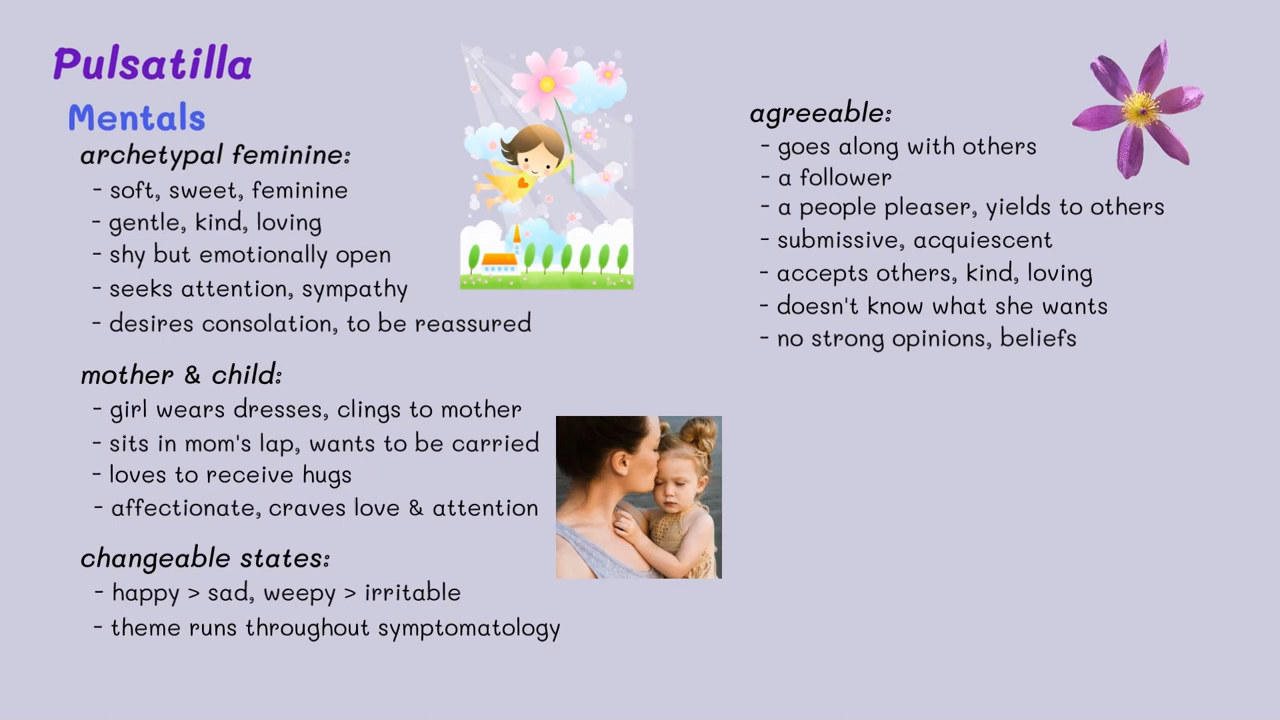 Pulsatilla
Mentals
archetypal feminine:
- soft, sweet, feminine
- gentle, kind, loving
- shy but emotionally open
- seeks attention, sympathy
- desires consolation, to be reassured
mother & child:
- girl wears dresses, clings to mother
- sits in mom's lap, wants to be carried
- loves to receive hugs
- affectionate, craves love & attention
changeable states:
- happy > sad, weepy > irritable
- theme runs throughout symptomatology
agreeable:
- goes along with others
- a follower
- a people pleaser, yields to others
- submissive, acquiescent
- accepts others, kind, loving
- doesn't know what she wants
- no strong opinions, beliefs